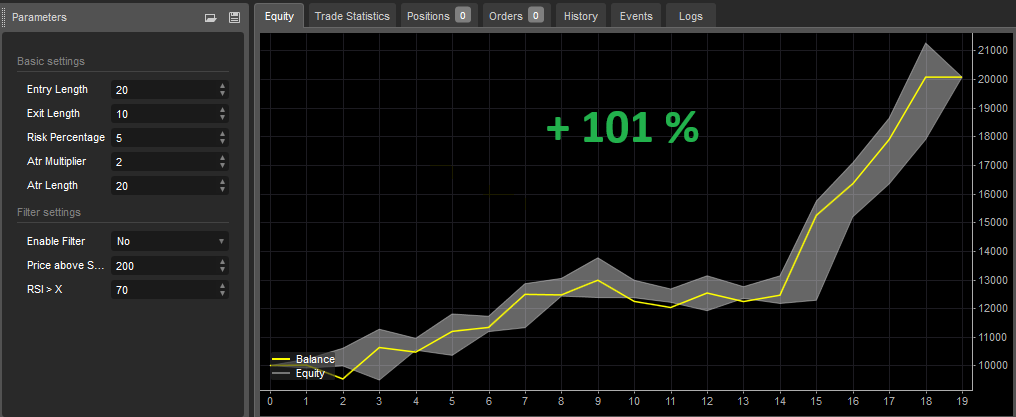 Parameters
Basic settings
Entry Length 20
Exit Length 10
Risk Percentage 5
Atr Multiplier 2
Atr Length 20
Filter settings
Enable Filter No
Price above S... 200
RSI > X 70
Equity Trade Statistics Positions 0 Orders 0 History Events Logs
+ 101 %
21000
20000
19000
18000
17000
16000
15000
14000
13000
12000
11000
10000
Balance
Equity
0 1 2 3 4 5 6 7 8 9 10 11 12 13 14 15 16 17 18 19